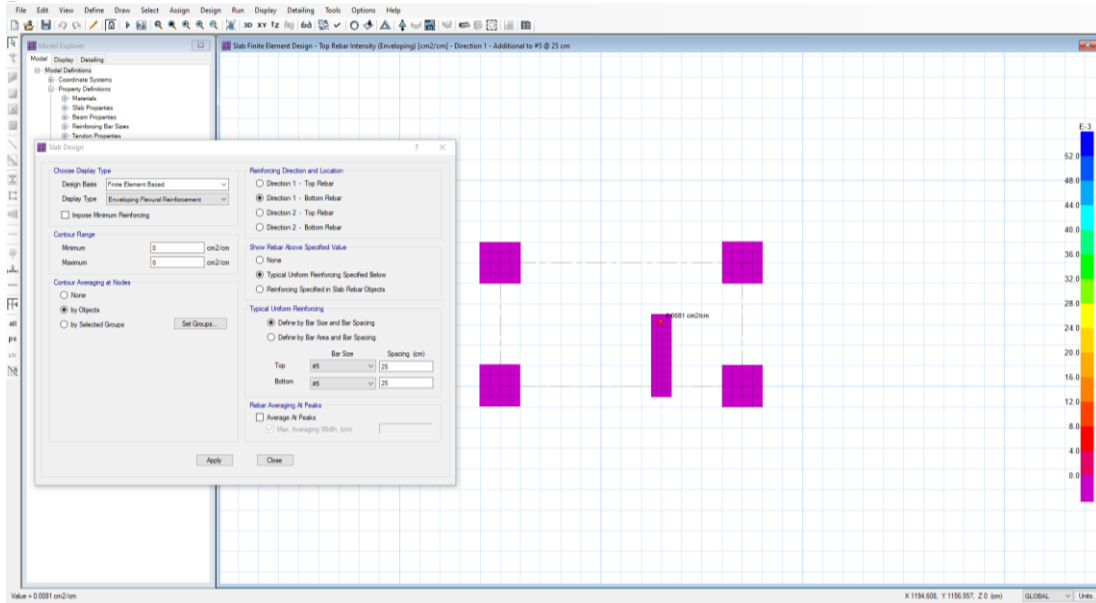 File Edit View Define Draw Select Assign Design Run Display Detailing Tools Options Help
3D XY YZ
Model Explorer
Slab Finite Element Design - Top Rebar Intensity (Enveloping) [cm2/cm] - Direction 1 - Additional to #5 @ 25 cm
Model Display Detailing
Model Definitions
Coordinate Systems
Property Definitions
Materials
Slab Properties
Beam Properties
Reinforcing Bar Sizes
Tendon Properties
Slab Design
Choose Display Type
Design Basis Finite Element Based
Display Type Enveloping Flexural Reinforcement
Impose Minimum Reinforcing
Contour Range
Minimum 0 cm2/cm
Maximum 0 cm2/cm
Contour Averaging at Nodes
None
by Objects
by Selected Groups Set Groups...
Reinforcing Direction and Location
Direction 1 - Top Rebar
Direction 1 - Bottom Rebar
Direction 2 - Top Rebar
Direction 2 - Bottom Rebar
Show Rebar Above Specified Value
None
Typical Uniform Reinforcing Specified Below
Reinforcing Specified in Slab Rebar Objects
Typical Uniform Reinforcing
Define by Bar Size and Bar Spacing
Define by Bar Area and Bar Spacing
Bar Size Spacing (cm)
Top #5 25
Bottom #5 25
Rebar Averaging At Peaks
Average At Peaks
Max. Averaging Width (cm)
Apply Close
all
ps
clr
0.0081 cm2/cm
E-3
52.0
48.0
44.0
40.0
36.0
32.0
28.0
24.0
20.0
16.0
12.0
8.0
4.0
0.0
Value = 0.0081 cm2/cm
X 1194.608, Y 1156.557, Z 0 (cm) GLOBAL Units...